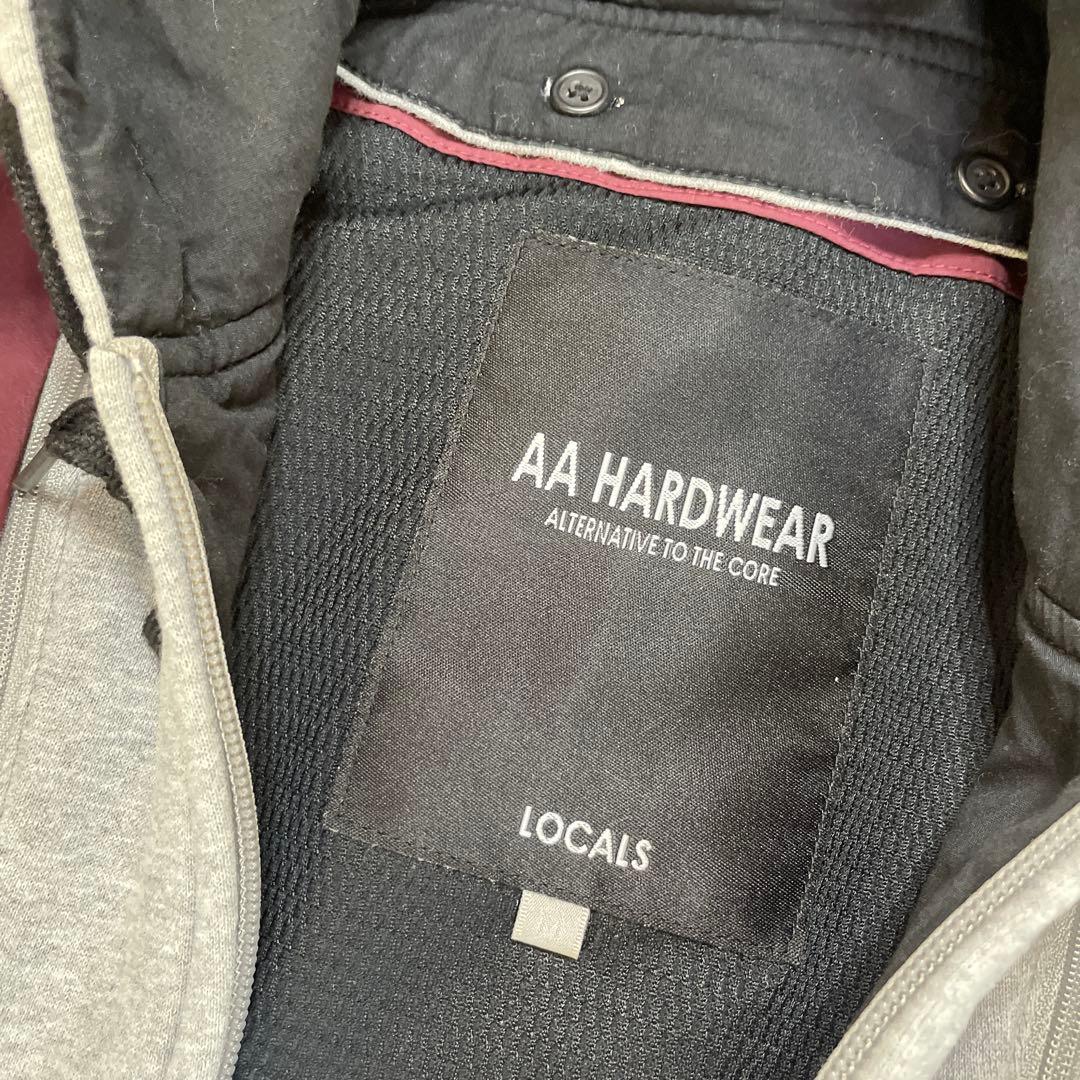 AA HARDWEAR
ALTERNATIVE TO THE CORE
LOCALS